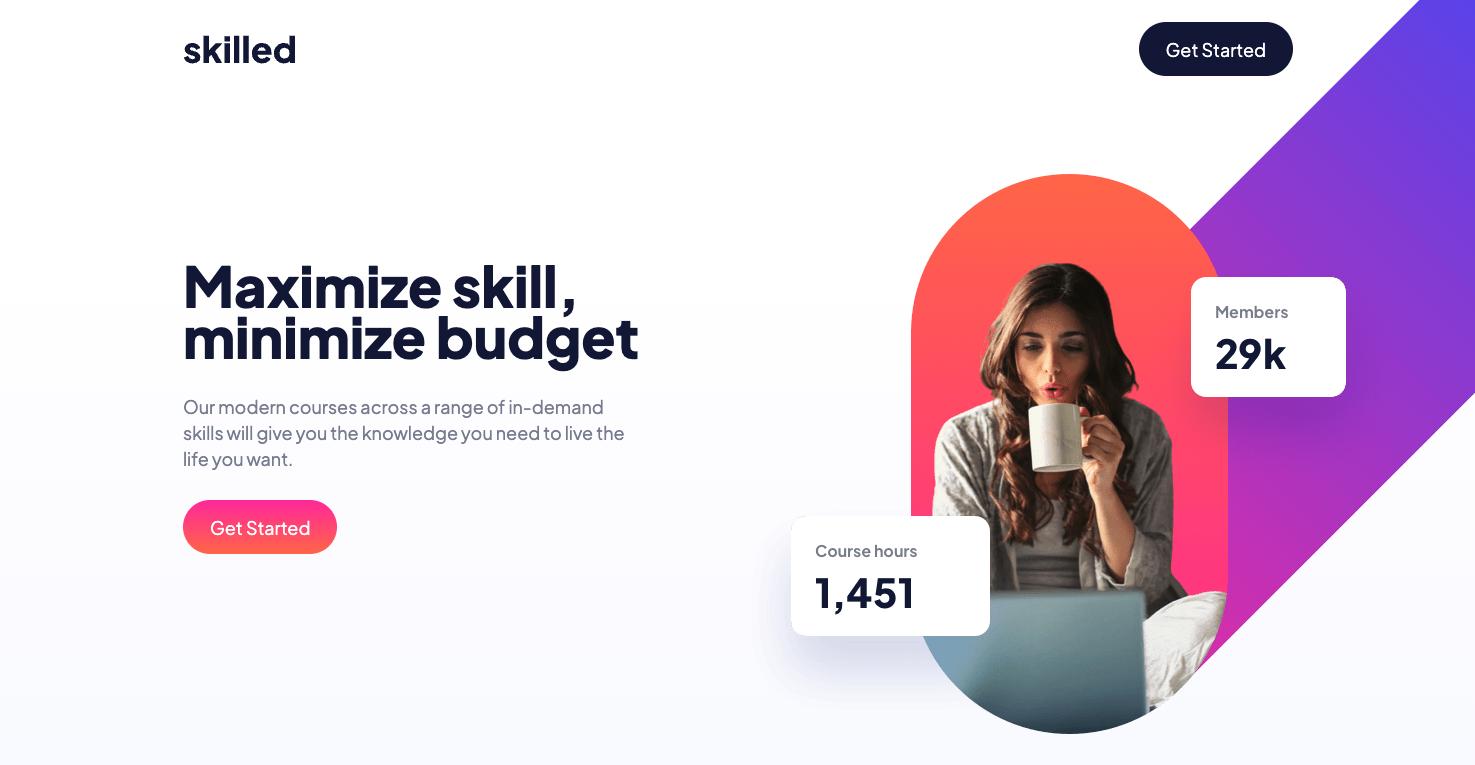 skilled
Get Started
Maximize skill,
minimize budget
Our modern courses across a range of in-demand
skills will give you the knowledge you need to live the
life you want.
Get Started
Members
29k
Course hours
1,451